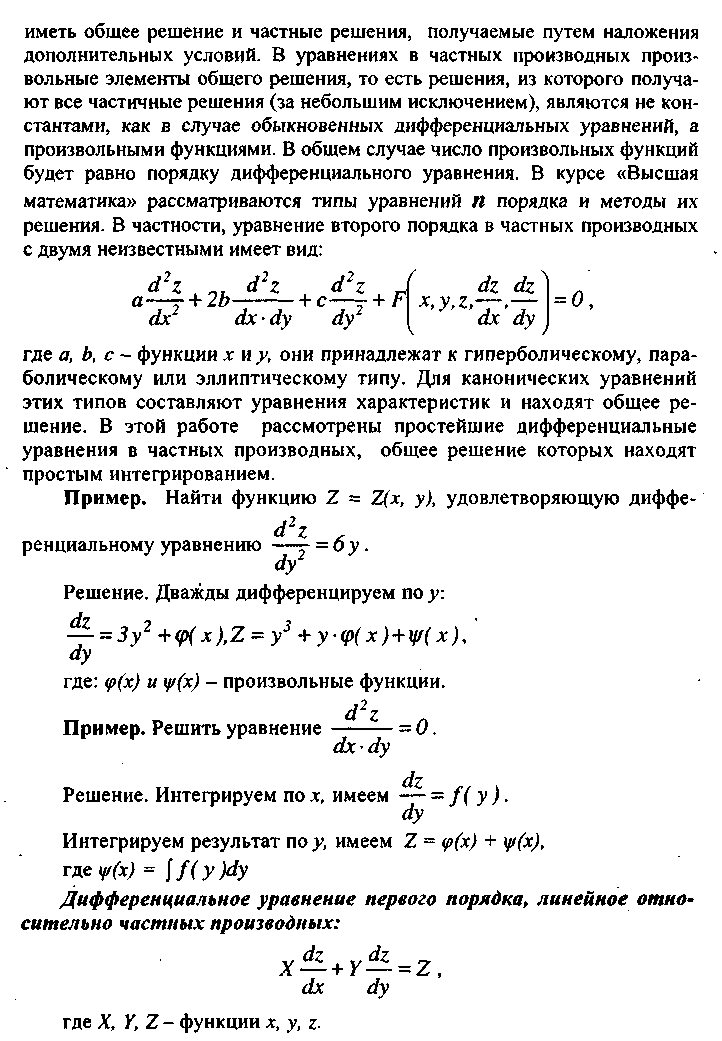 иметь общее решение и частные решения, получаемые путем наложения
дополнительных условий. В уравнениях в частных производных произ-
вольные элементы общего решения, то есть решения, из которого получа-
ют все частичные решения (за небольшим исключением), являются не кон-
стантами, как в случае обыкновенных дифференциальных уравнений, а
произвольными функциями. В общем случае число произвольных функций
будет равно порядку дифференциального уравнения. В курсе «Высшая
математика» рассматриваются типы уравнений n порядка и методы их
решения. В частности, уравнение второго порядка в частных производных
с двумя неизвестными имеет вид:
a d²z/dx² + 2b d²z/dx·dy + c d²z/dy² + F(x, y, z, dz/dx, dz/dy) = 0,
где a, b, c – функции x и y, они принадлежат к гиперболическому, пара-
болическому или эллиптическому типу. Для канонических уравнений
этих типов составляют уравнения характеристик и находят общее ре-
шение. В этой работе рассмотрены простейшие дифференциальные
уравнения в частных производных, общее решение которых находят
простым интегрированием.
Пример. Найти функцию Z = Z(x, y), удовлетворяющую диффе-
ренциальному уравнению d²z/dy² = 6y.
Решение. Дважды дифференцируем по y:
dz/dy = 3y² + φ(x), Z = y³ + y·φ(x) + ψ(x),
где: φ(x) и ψ(x) – произвольные функции.
Пример. Решить уравнение d²z/dx·dy = 0.
Решение. Интегрируем по x, имеем dz/dy = f(y).
Интегрируем результат по y, имеем Z = φ(x) + ψ(x),
где ψ(x) = ∫f(y)dy
Дифференциальное уравнение первого порядка, линейное отно-
сительно частных производных:
X dz/dx + Y dz/dy = Z,
где X, Y, Z – функции x, y, z.